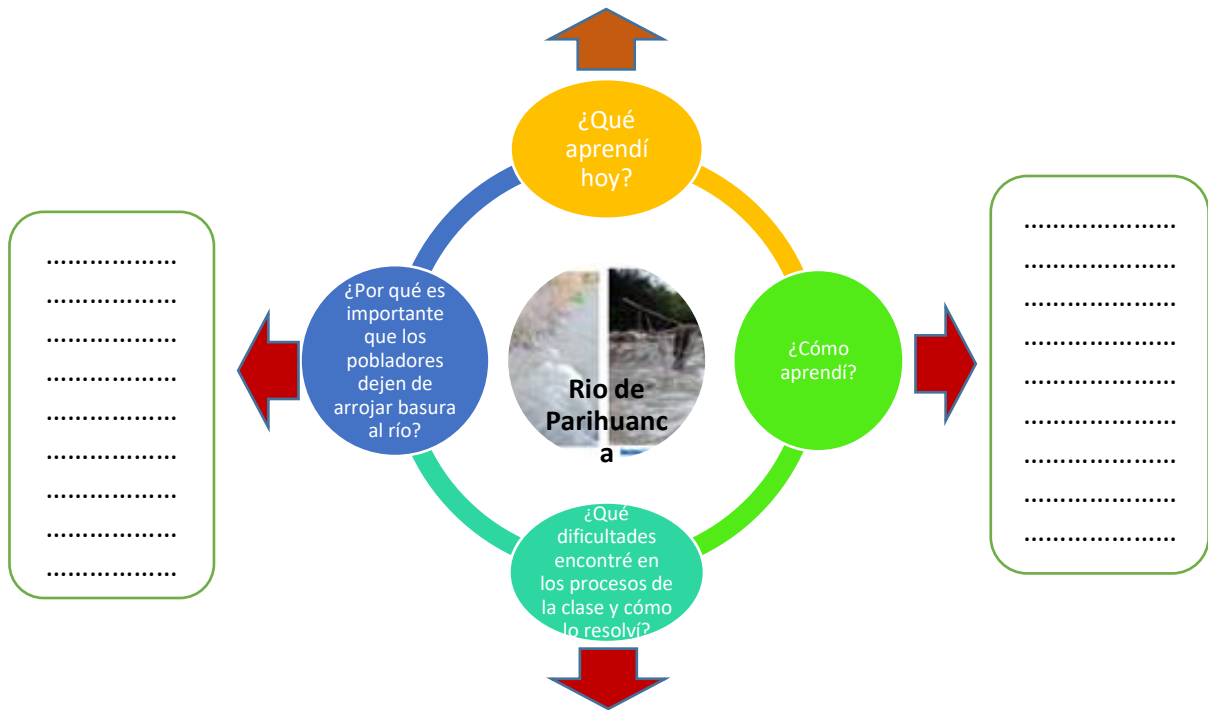 ¿Qué
aprendí
hoy?
¿Por qué es
importante
que los
pobladores
dejen de
arrojar basura
al río?
Rio de
Parihuanc
a
¿Cómo
aprendí?
¿Qué
dificultades
encontré en
los procesos de
la clase y cómo
lo resolví?
………………
………………
………………
………………
………………
………………
………………
………………
………………
…………………
…………………
…………………
…………………
…………………
…………………
…………………
…………………
…………………